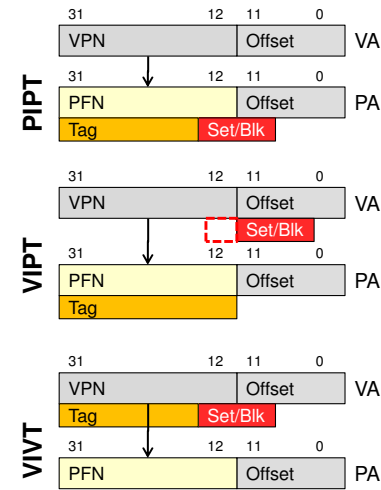 PIPT
31 12 11 0
VPN Offset VA
31 12 11 0
PFN Offset PA
Tag Set/Blk
VIPT
31 12 11 0
VPN Offset VA
Set/Blk
31 12 11 0
PFN Offset PA
Tag
VIVT
31 12 11 0
VPN Offset VA
Tag Set/Blk
31 12 11 0
PFN Offset PA